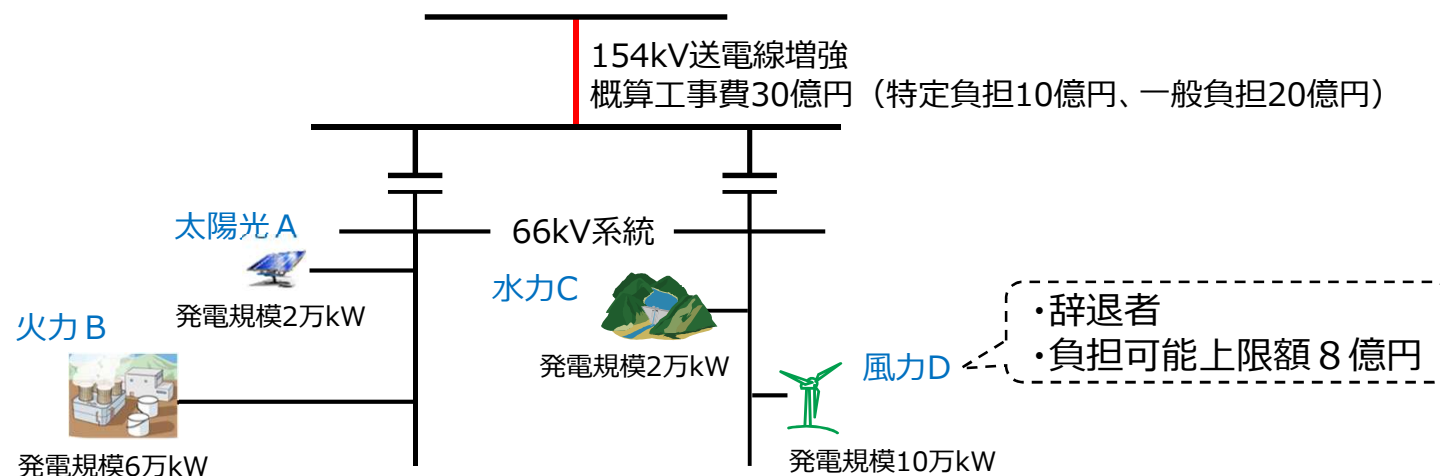 154kV送電線増強
概算工事費30億円（特定負担10億円、一般負担20億円）
太陽光A
66kV系統
発電規模2万kW
水力C
火力B
発電規模2万kW
風力D
・辞退者
・負担可能上限額８億円
発電規模6万kW
発電規模10万kW